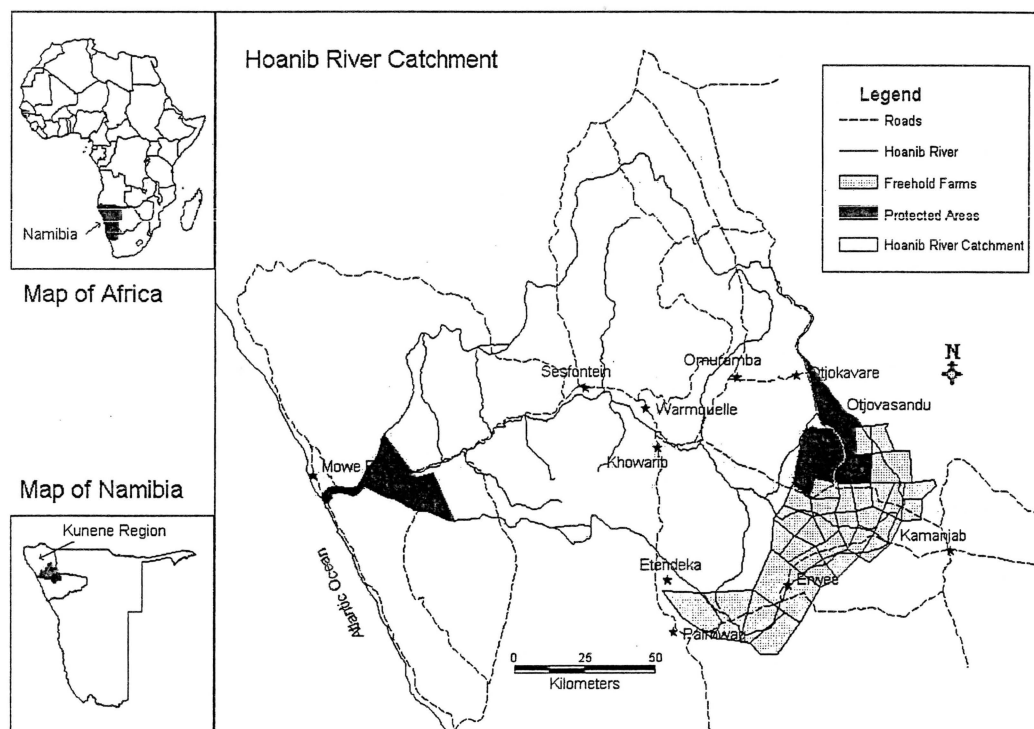 Namibia
Map of Africa
Map of Namibia
Kunene Region
Hoanib River Catchment
Legend
Roads
Hoanib River
Freehold Farms
Protected Areas
Hoanib River Catchment
N
Omuramba
Otjokavare
Sesfontein
Otjovasandu
Warmquelle
Khowarib
Mowe
Kamanjab
Etendeka
Erwee
Palmwag
Atlantic Ocean
0 25 50
Kilometers